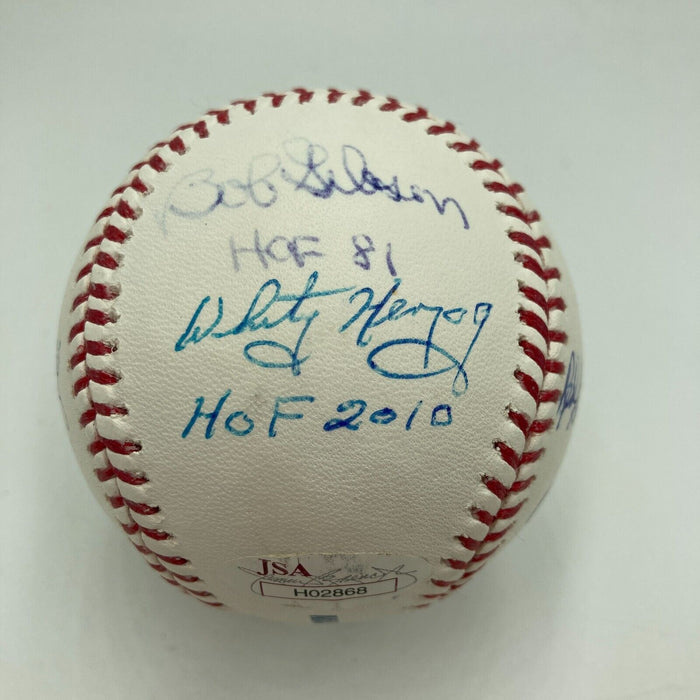 Bob Gibson
HOF 81
Whitey Herzog
HOF 2010
JSA
H02868